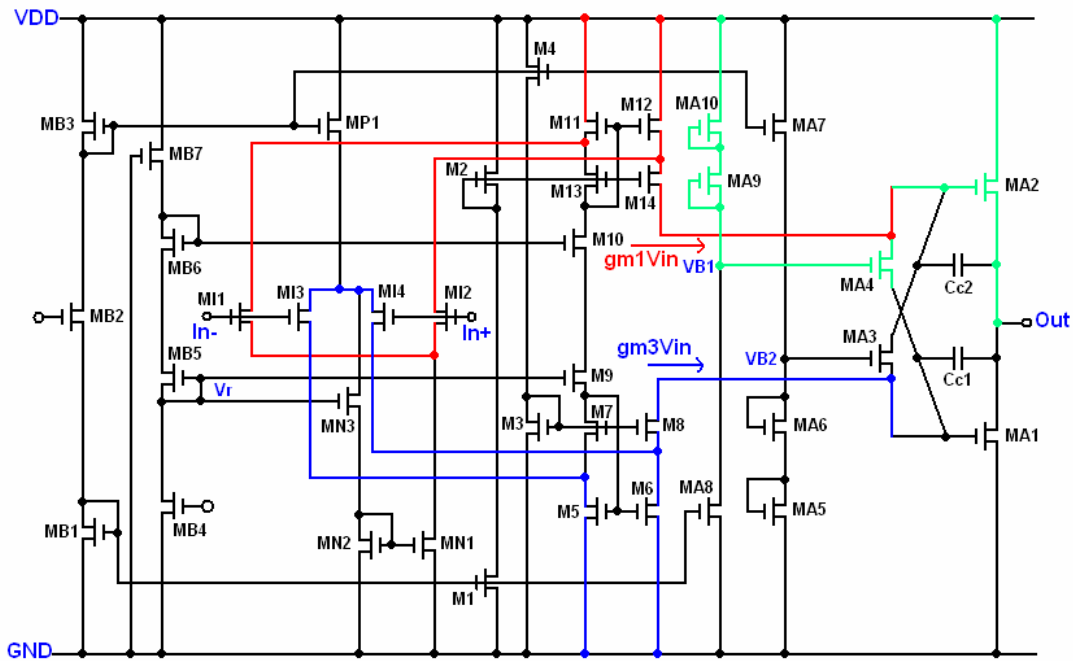 VDD
M4
MB3
MP1
M11
M12
MA10
MA7
MB7
M2
M13
M14
MA9
MA2
MB6
M10
gm1Vin
VB1
MA4
Cc2
MI1
MI3
MI4
MI2
In-
In+
MB2
Out
MA3
MB5
gm3Vin
VB2
Cc1
Vr
M9
MN3
M3
M7
M8
MA6
MA1
MB1
MB4
M5
M6
MA8
MA5
MN2
MN1
M1
GND